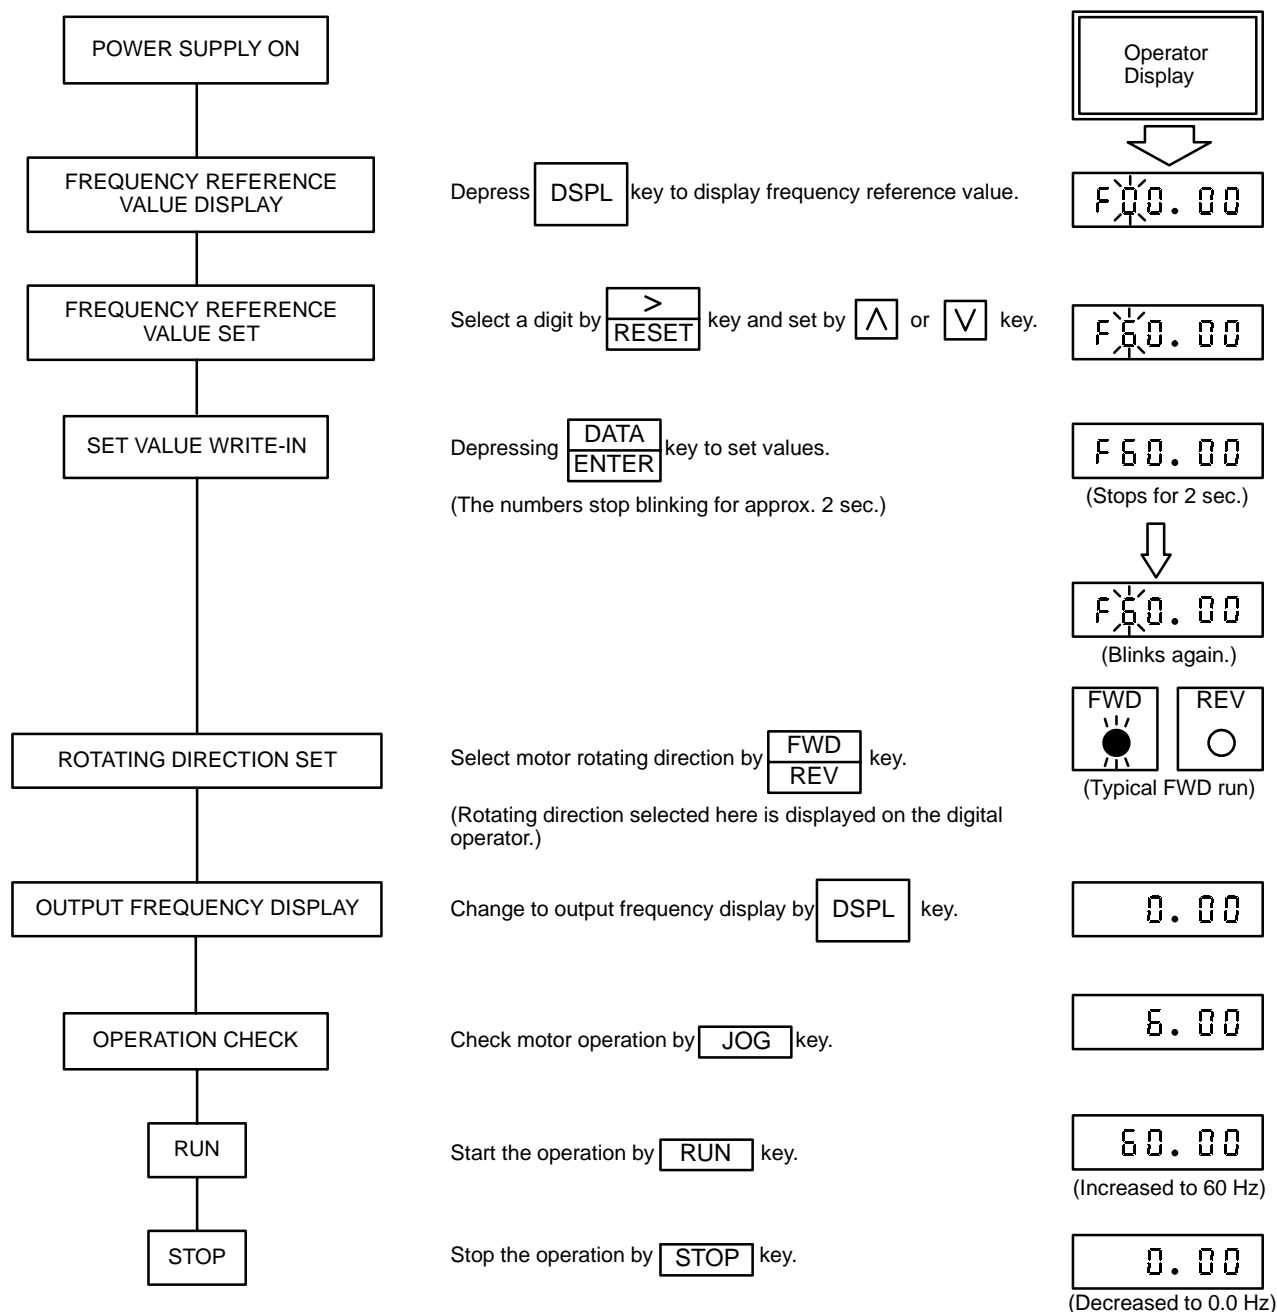 POWER SUPPLY ON
Operator
Display
FREQUENCY REFERENCE
VALUE DISPLAY
Depress DSPL key to display frequency reference value.
F00.00
FREQUENCY REFERENCE
VALUE SET
Select a digit by > RESET key and set by ∧ or ∨ key.
F60.00
SET VALUE WRITE-IN
Depressing DATA ENTER key to set values.
(The numbers stop blinking for approx. 2 sec.)
F60.00
(Stops for 2 sec.)
F60.00
(Blinks again.)
ROTATING DIRECTION SET
Select motor rotating direction by FWD REV key.
(Rotating direction selected here is displayed on the digital
operator.)
FWD REV
(Typical FWD run)
OUTPUT FREQUENCY DISPLAY
Change to output frequency display by DSPL key.
0.00
OPERATION CHECK
Check motor operation by JOG key.
6.00
RUN
Start the operation by RUN key.
60.00
(Increased to 60 Hz)
STOP
Stop the operation by STOP key.
0.00
(Decreased to 0.0 Hz)